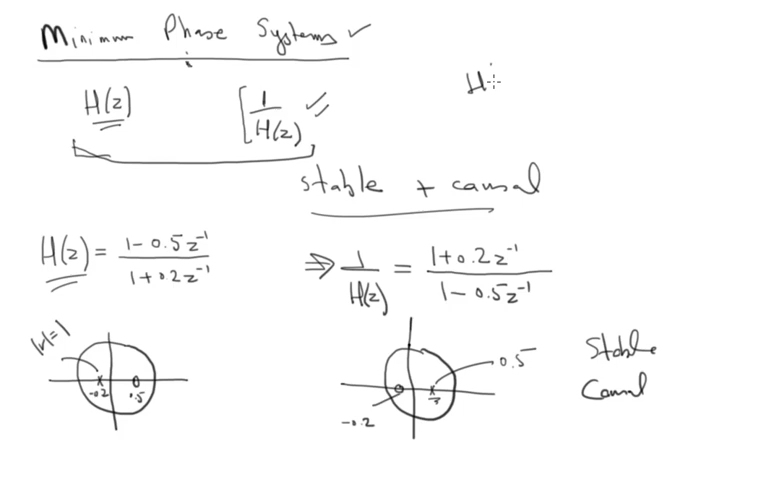 Minimum Phase Systems ✓
H(z) [1/H(z) ✓ H
stable + causal
H(z) = (1 - 0.5z⁻¹)/(1 + 0.2z⁻¹) ⇒ 1/H(z) = (1 + 0.2z⁻¹)/(1 - 0.5z⁻¹)
|r|=1 0.5 Stable
-0.2 0.5 Causal
-0.2